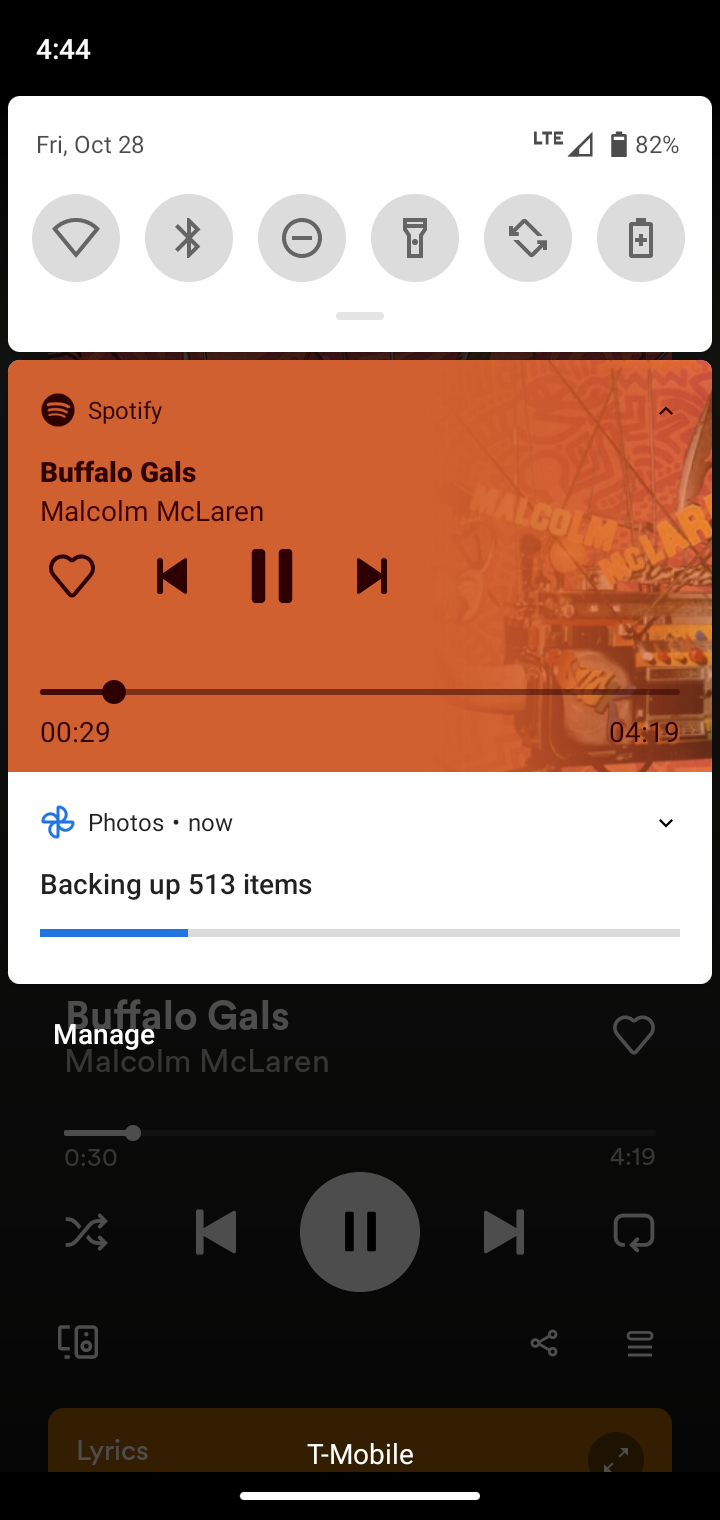 4:44
Fri, Oct 28
LTE
82%
Spotify
Buffalo Gals
Malcolm McLaren
MALCOLM
MCLAR
00:29
04:19
Photos • now
Backing up 513 items
Buffalo Gals
Manage
Malcolm McLaren
0:30
4:19
Lyrics
T-Mobile